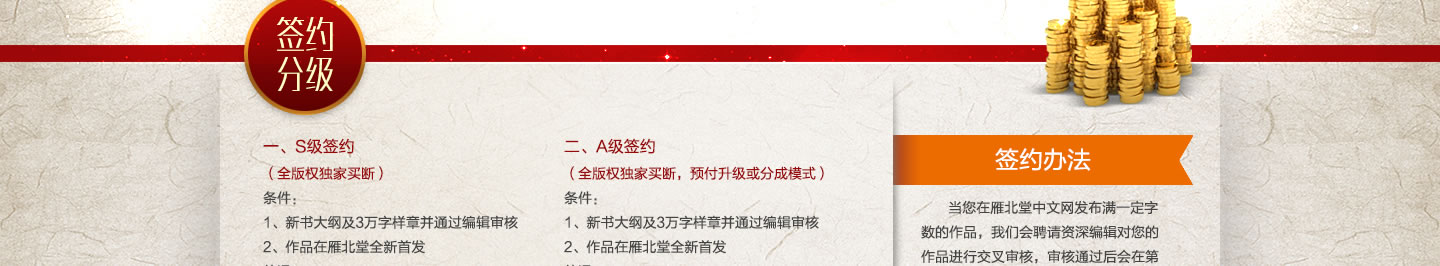 签约
分级
一、S级签约
（全版权独家买断）
条件：
1、新书大纲及3万字样章并通过编辑审核
2、作品在雁北堂全新首发
二、A级签约
（全版权独家买断，预付升级或分成模式）
条件：
1、新书大纲及3万字样章并通过编辑审核
2、作品在雁北堂全新首发
签约办法
当您在雁北堂中文网发布满一定字
数的作品，我们会聘请资深编辑对您的
作品进行交叉审核，审核通过后会在第